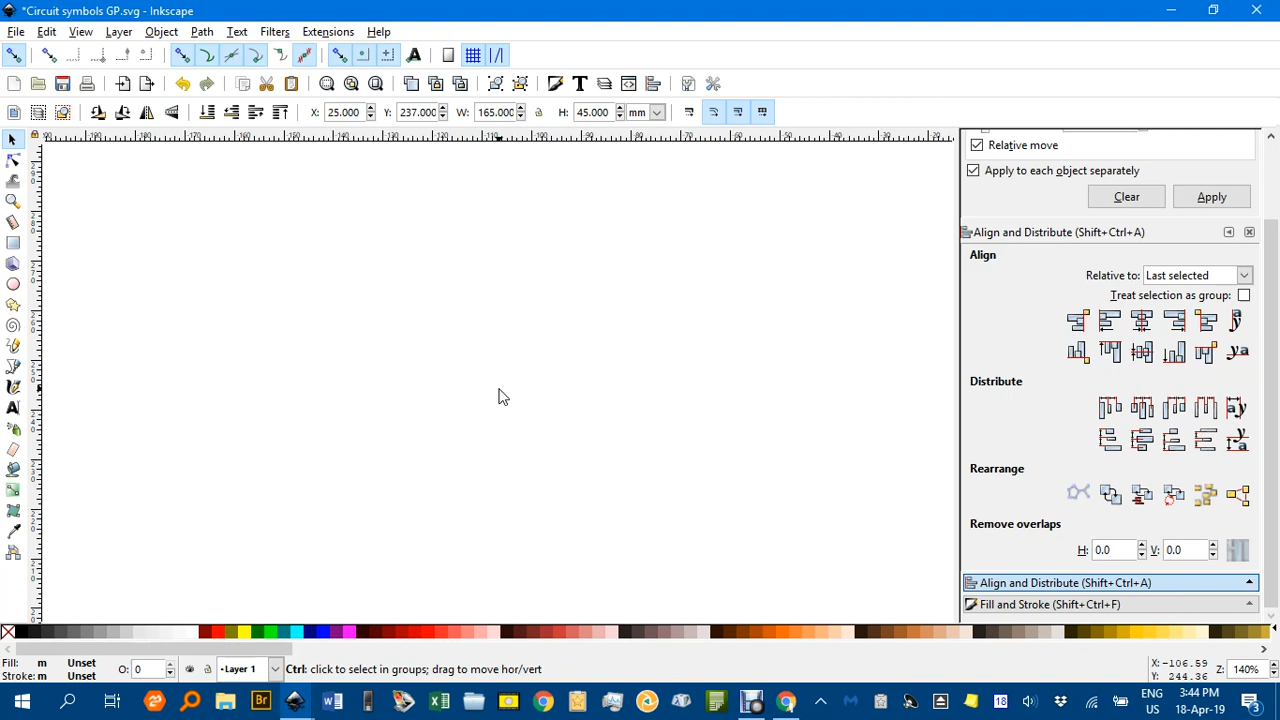 *Circuit symbols GP.svg - Inkscape
File Edit View Layer Object Path Text Filters Extensions Help
X: 25.000 Y: 237.000 W: 165.000 H: 45.000 mm
Relative move
Apply to each object separately
Clear Apply
Align and Distribute (Shift+Ctrl+A)
Align
Relative to: Last selected
Treat selection as group:
Distribute
Rearrange
Remove overlaps
H: 0.0 V: 0.0
Align and Distribute (Shift+Ctrl+A)
Fill and Stroke (Shift+Ctrl+F)
Fill: m Unset O: 0 Layer 1 Ctrl: click to select in groups; drag to move hor/vert X: -106.59 Z: 140%
Stroke: m Unset Y: 244.36
ENG 3:44 PM
US 18-Apr-19